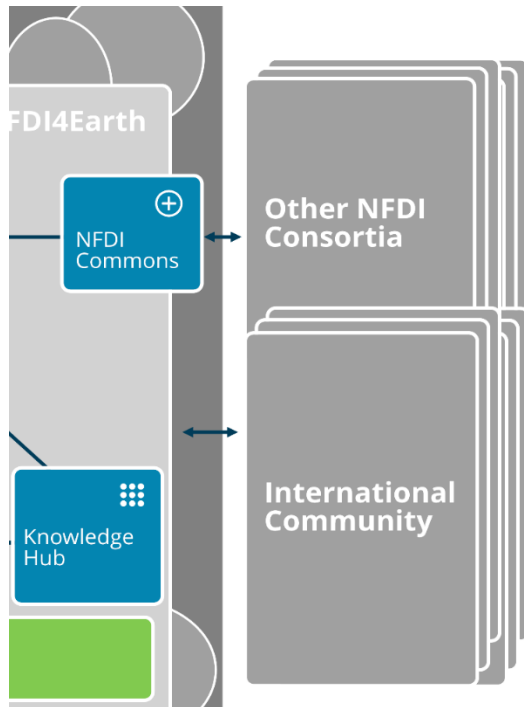 FDI4Earth
NFDI
Commons
Other NFDI
Consortia
Knowledge
Hub
International
Community